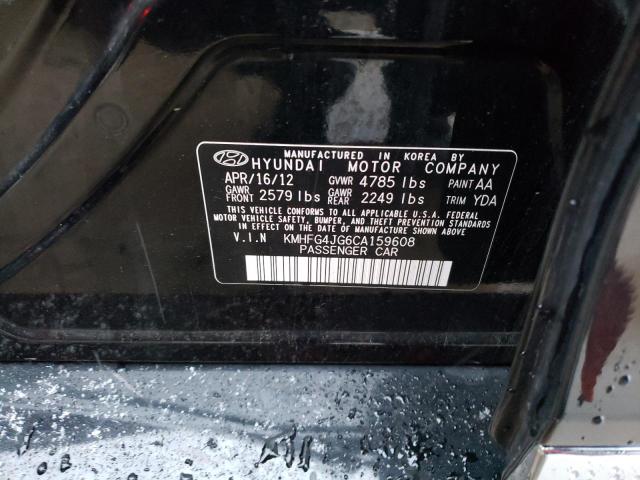 MANUFACTURED IN KOREA BY
HYUNDAI MOTOR COMPANY
APR/16/12 GVWR 4785 lbs PAINT AA
GAWR FRONT 2579 lbs GAWR REAR 2249 lbs TRIM YDA
THIS VEHICLE CONFORMS TO ALL APPLICABLE U.S.A. FEDERAL
MOTOR VEHICLE SAFETY, BUMPER, AND THEFT PREVENTION
STANDARDS IN EFFECT ON THE DATE OF MANUFACTURE
SHOWN ABOVE.
V.I.N KMHFG4JG6CA159608
PASSENGER CAR